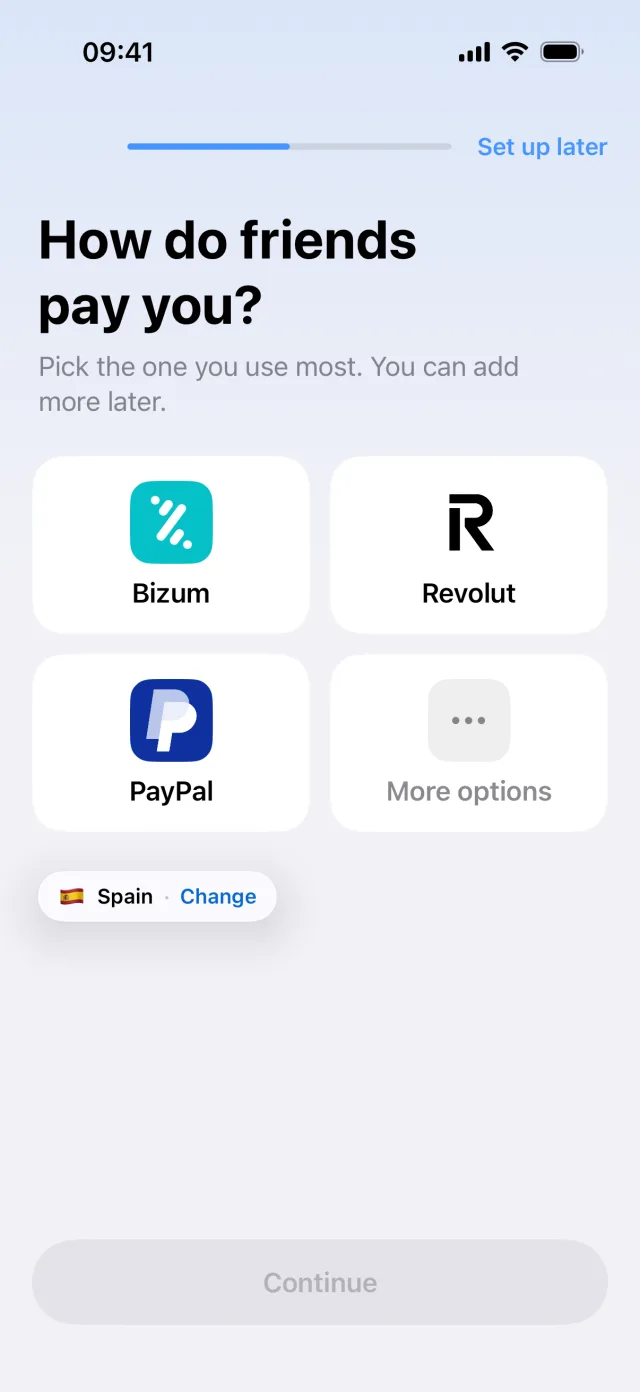 09:41
Set up later
How do friends
pay you?
Pick the one you use most. You can add
more later.
Bizum
Revolut
PayPal
More options
Spain · Change
Continue